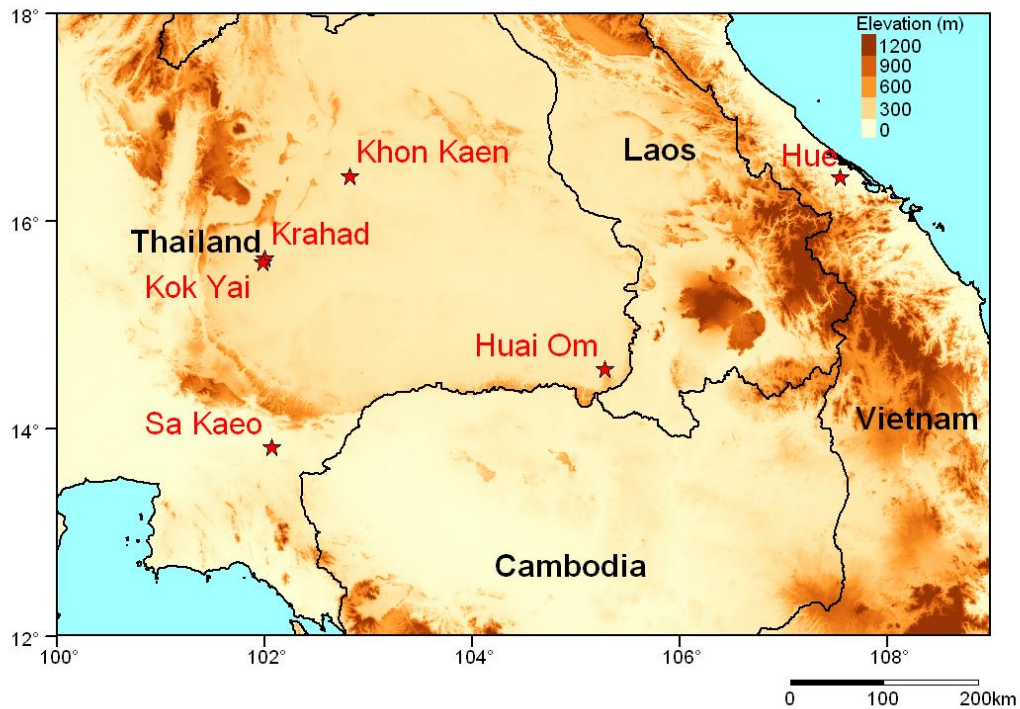 18°
Elevation (m)
1200
900
600
300
0
Khon Kaen
Laos
Hue
16°
Thailand
Krahad
Kok Yai
Huai Om
Sa Kaeo
14°
Vietnam
Cambodia
12°
100°
102
104
106
108
0
100
200km